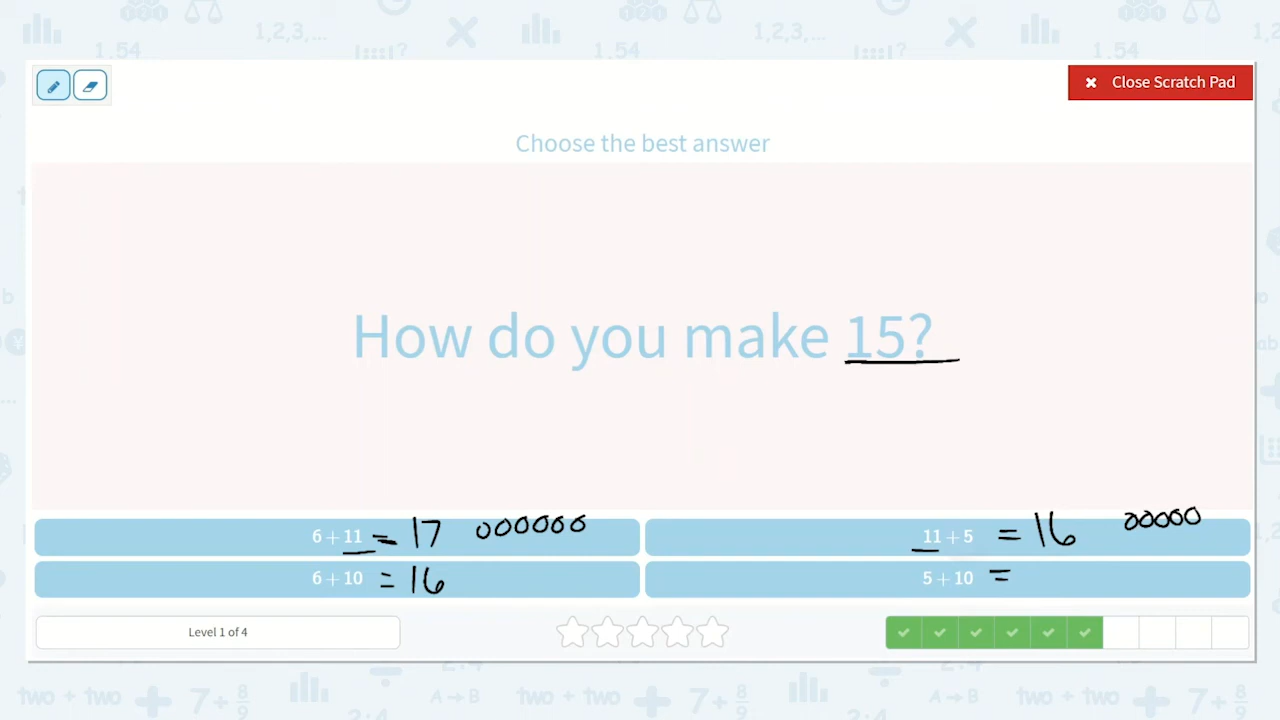 Close Scratch Pad
Choose the best answer
How do you make 15?
6 + 11 = 17 000000
11 + 5 = 16 00000
6 + 10 = 16
5 + 10 =
Level 1 of 4